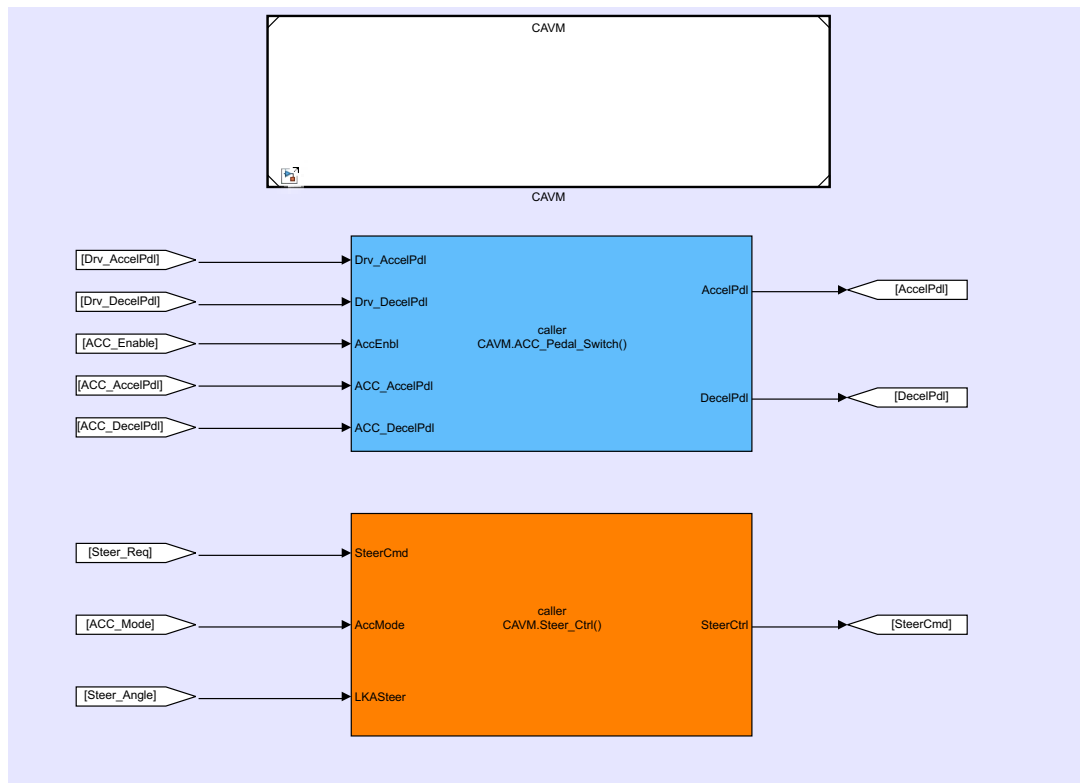 CAVM
CAVM
[Drv_AccelPdl]
Drv_AccelPdl
[Drv_DecelPdl]
Drv_DecelPdl
[ACC_Enable]
AccEnbl
[ACC_AccelPdl]
ACC_AccelPdl
[ACC_DecelPdl]
ACC_DecelPdl
caller
CAVM.ACC_Pedal_Switch()
AccelPdl
[AccelPdl]
DecelPdl
[DecelPdl]
[Steer_Req]
SteerCmd
[ACC_Mode]
AccMode
[Steer_Angle]
LKASteer
caller
CAVM.Steer_Ctrl()
SteerCtrl
[SteerCmd]